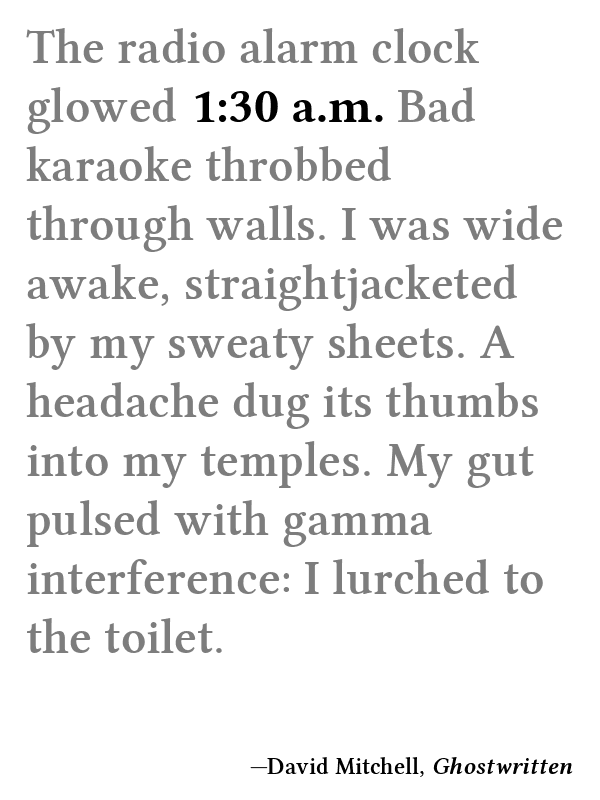 The radio alarm clock
glowed 1:30 a.m. Bad
karaoke throbbed
through walls. I was wide
awake, straightjacketed
by my sweaty sheets. A
headache dug its thumbs
into my temples. My gut
pulsed with gamma
interference: I lurched to
the toilet.
—David Mitchell, Ghostwritten